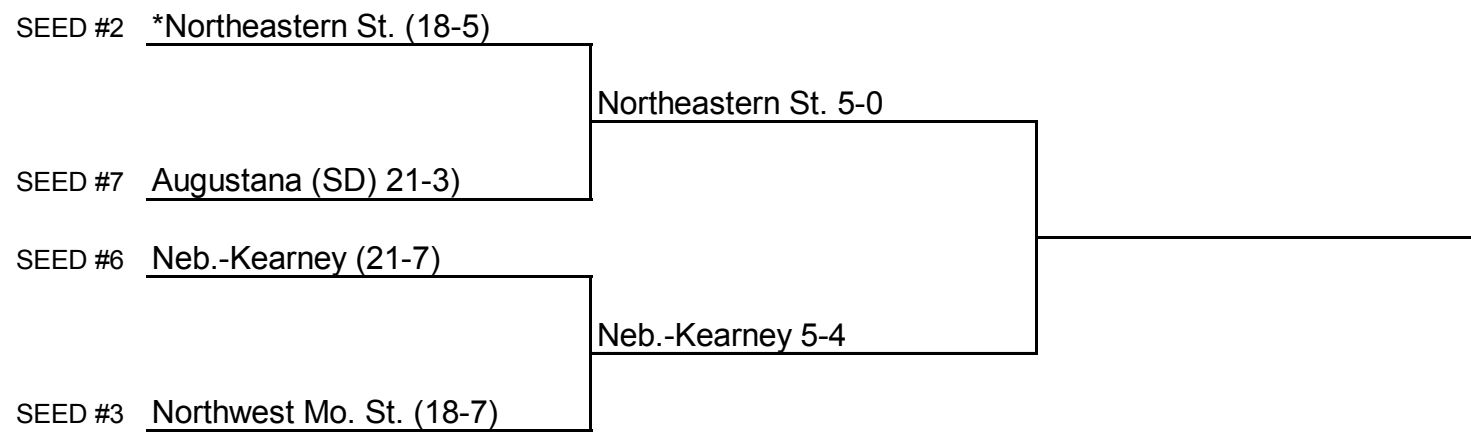 SEED #2 *Northeastern St. (18-5)
Northeastern St. 5-0
SEED #7 Augustana (SD) 21-3)
SEED #6 Neb.-Kearney (21-7)
Neb.-Kearney 5-4
SEED #3 Northwest Mo. St. (18-7)